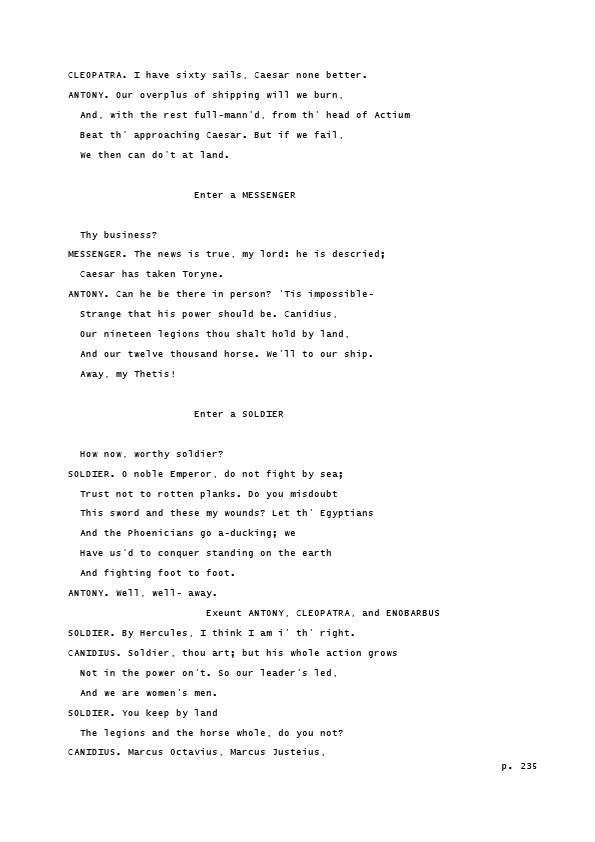 CLEOPATRA. I have sixty sails, Caesar none better.
ANTONY. Our overplus of shipping will we burn,
And, with the rest full-mann'd, from th' head of Actium
Beat th' approaching Caesar. But if we fail,
We then can do't at land.
Enter a MESSENGER
Thy business?
MESSENGER. The news is true, my lord: he is descried;
Caesar has taken Toryne.
ANTONY. Can he be there in person? 'Tis impossible-
Strange that his power should be. Canidius,
Our nineteen legions thou shalt hold by land,
And our twelve thousand horse. We'll to our ship.
Away, my Thetis!
Enter a SOLDIER
How now, worthy soldier?
SOLDIER. O noble Emperor, do not fight by sea;
Trust not to rotten planks. Do you misdoubt
This sword and these my wounds? Let th' Egyptians
And the Phoenicians go a-ducking; we
Have us'd to conquer standing on the earth
And fighting foot to foot.
ANTONY. Well, well- away.
Exeunt ANTONY, CLEOPATRA, and ENOBARBUS
SOLDIER. By Hercules, I think I am i' th' right.
CANIDIUS. Soldier, thou art; but his whole action grows
Not in the power on't. So our leader's led,
And we are women's men.
SOLDIER. You keep by land
The legions and the horse whole, do you not?
CANIDIUS. Marcus Octavius, Marcus Justeius,
p. 235